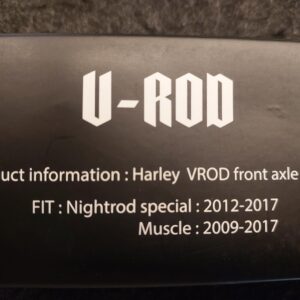 U-ROD
uct information : Harley VROD front axle
FIT : Nightrod special : 2012-2017
Muscle : 2009-2017